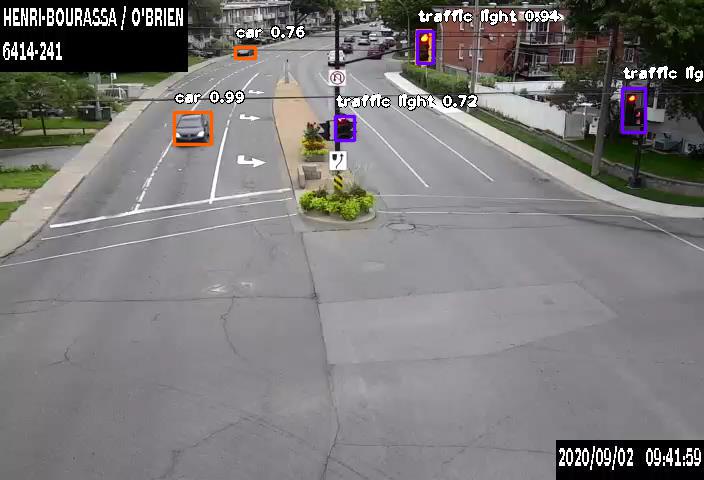 HENRI-BOURASSA / O'BRIEN
6414-241
traffic light 0.94
car 0.76
traffic lig
car 0.99
traffic light 0.72
2020/09/02 09:41:59